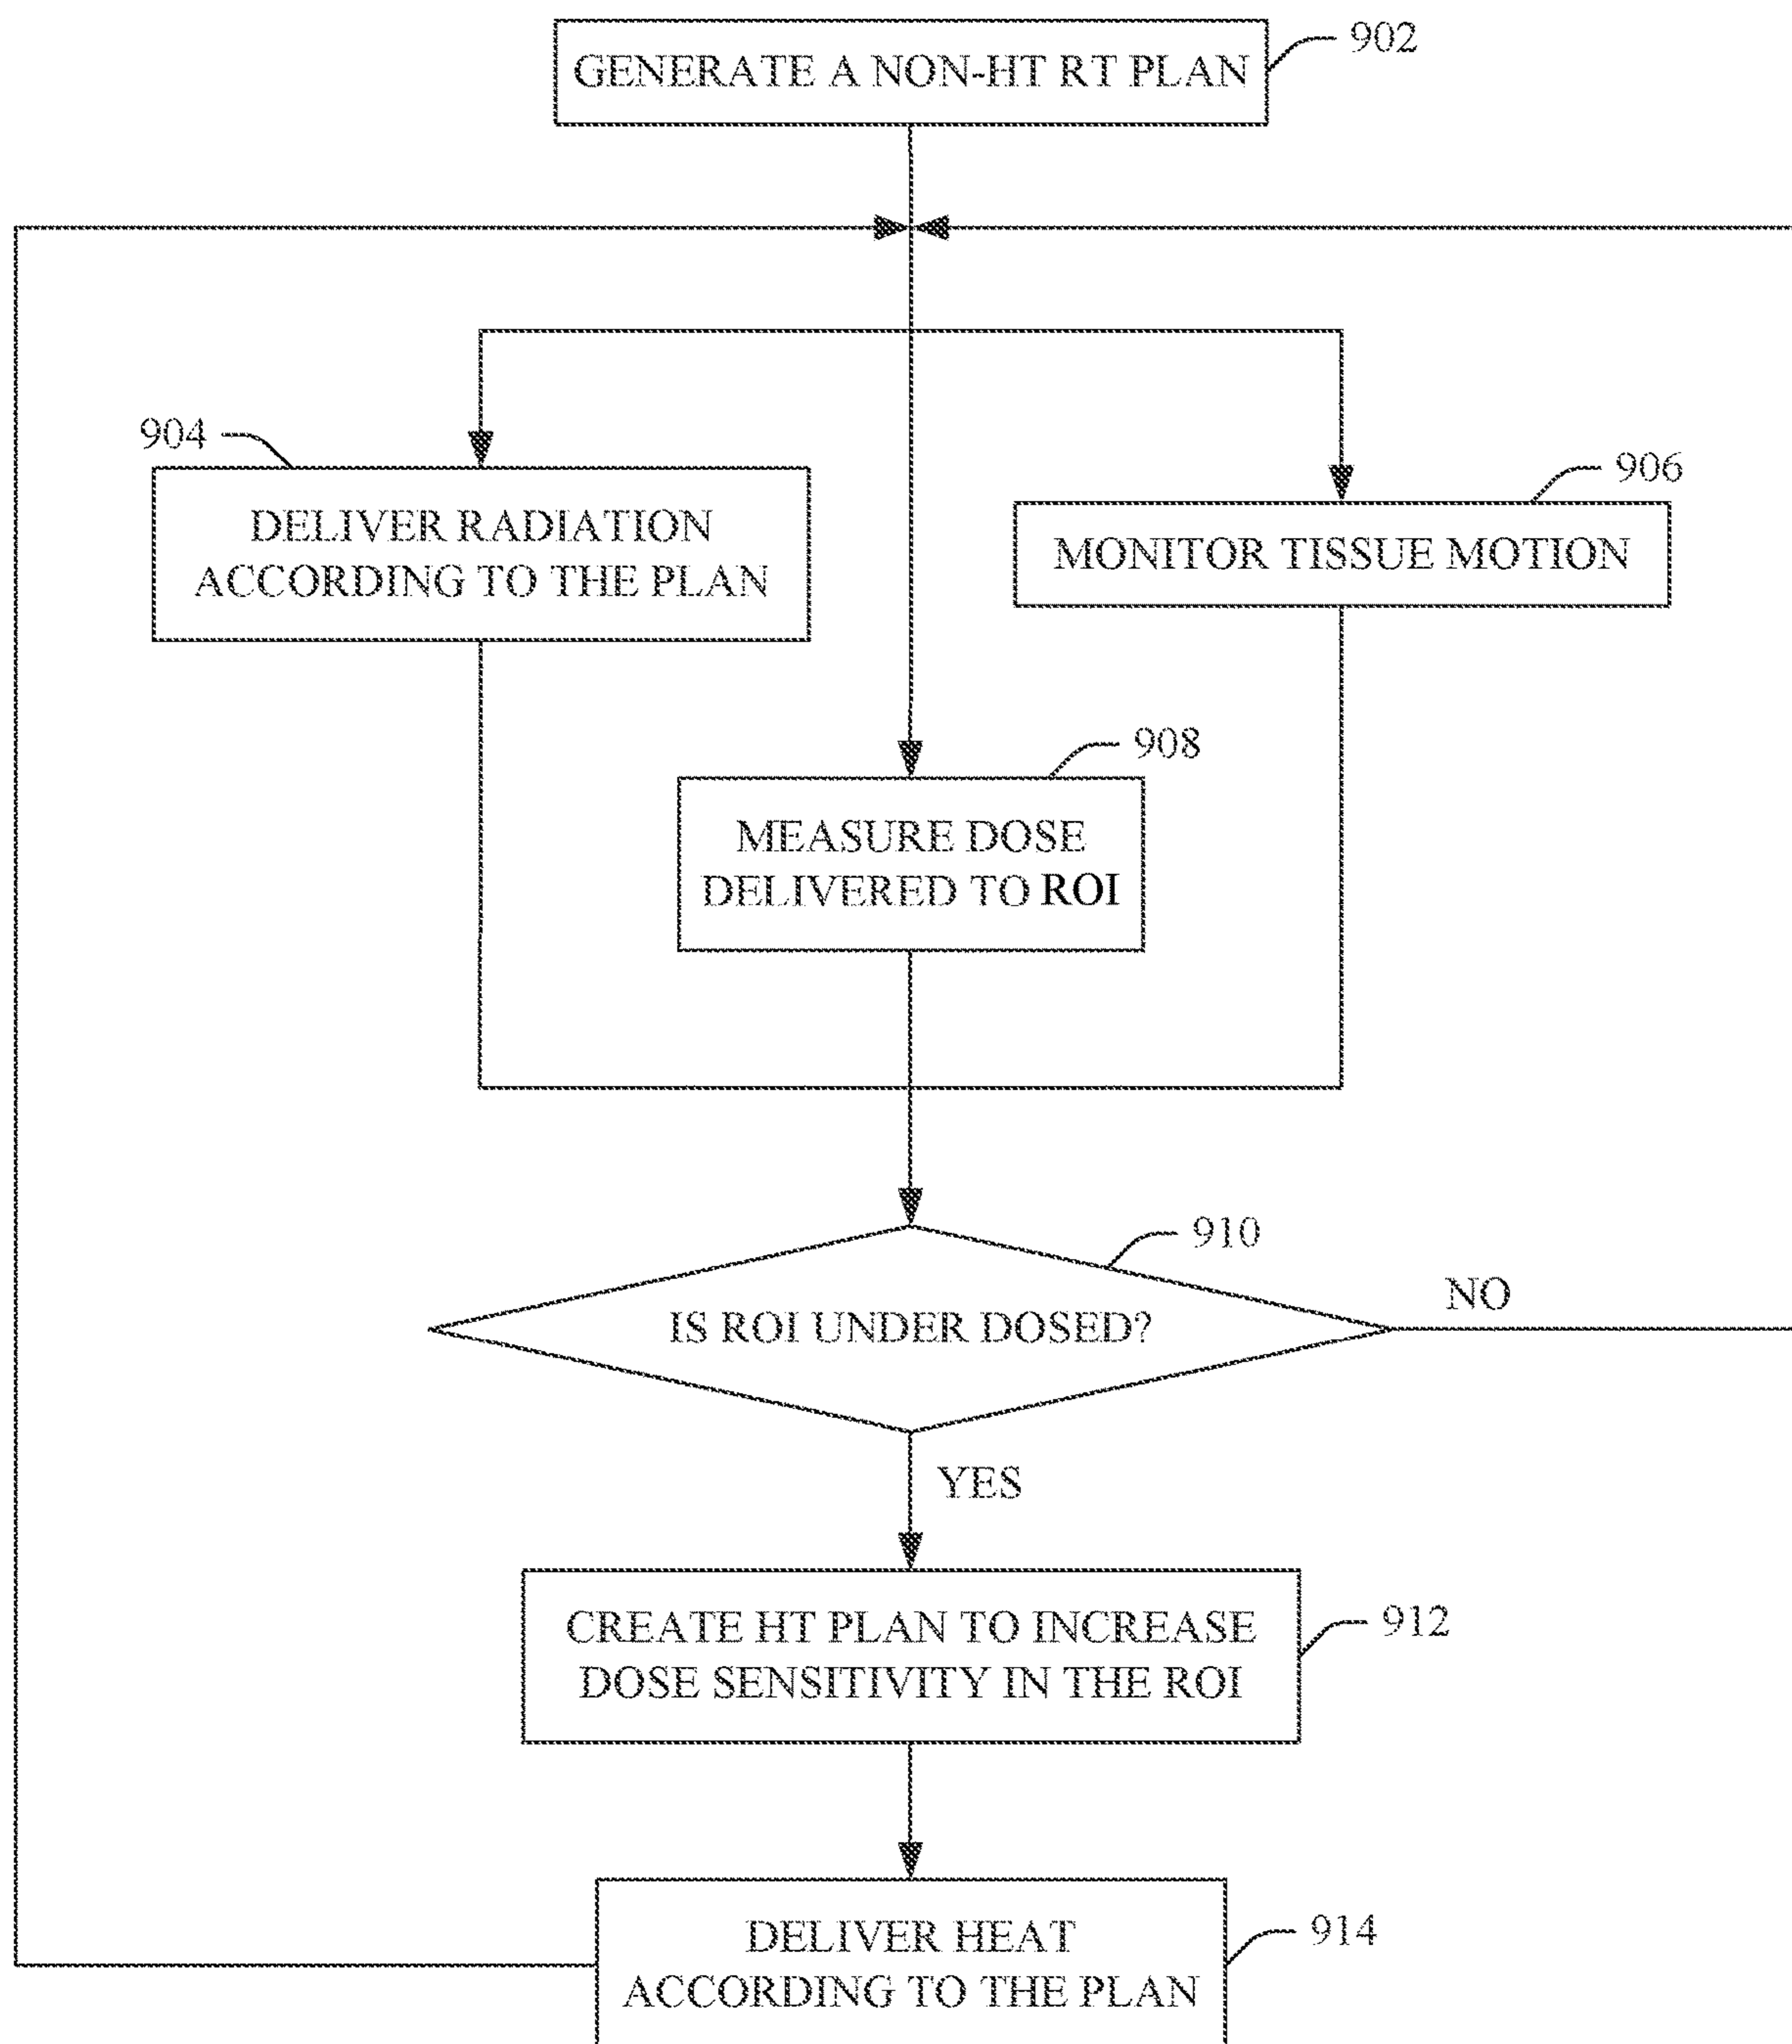 902
GENERATE A NON-HT RT PLAN
904
DELIVER RADIATION
ACCORDING TO THE PLAN
906
MONITOR TISSUE MOTION
908
MEASURE DOSE
DELIVERED TO ROI
910
IS ROI UNDER DOSED?
NO
YES
CREATE HT PLAN TO INCREASE
DOSE SENSITIVITY IN THE ROI
912
DELIVER HEAT
ACCORDING TO THE PLAN
914